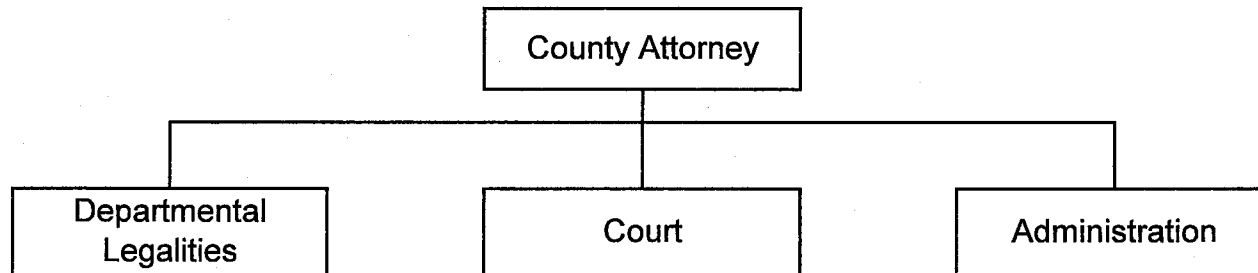 County Attorney
Departmental
Legalities
Court
Administration